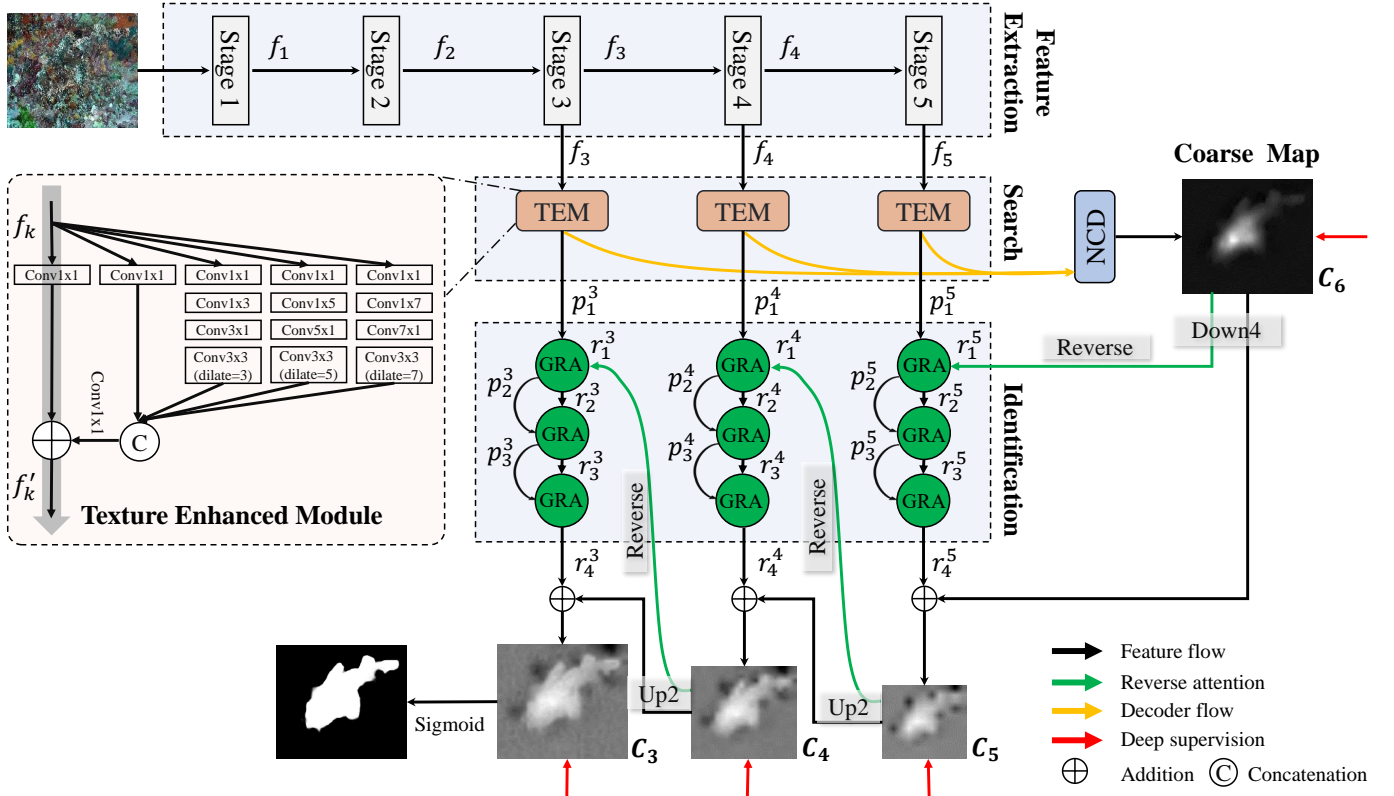 Stage 1
f₁
Stage 2
f₂
Stage 3
f₃
Stage 4
f₄
Stage 5
Feature
Extraction
f₃
f₄
f₅
TEM
TEM
TEM
Search
NCD
Coarse Map
C₆
f_k
Conv1x1
Conv1x1
Conv1x1
Conv1x1
Conv1x1
Conv1x3
Conv1x5
Conv1x7
Conv3x1
Conv5x1
Conv7x1
Conv3x3
(dilate=3)
Conv3x3
(dilate=5)
Conv3x3
(dilate=7)
Conv1x1
C
f′_k
Texture Enhanced Module
p₁³
p₁⁴
p₁⁵
Down4
Reverse
GRA
r₁³
GRA
r₁⁴
GRA
r₁⁵
p₂³
r₂³
p₂⁴
r₂⁴
p₂⁵
r₂⁵
GRA
GRA
GRA
p₃³
r₃³
p₃⁴
r₃⁴
p₃⁵
r₃⁵
GRA
GRA
GRA
Identification
Reverse
Reverse
r₄³
r₄⁴
r₄⁵
Sigmoid
C₃
Up2
C₄
Up2
C₅
Feature flow
Reverse attention
Decoder flow
Deep supervision
Addition
C Concatenation